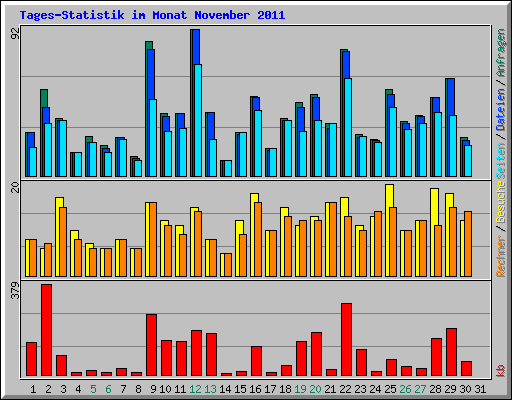 Tages-Statistik im Monat November 2011
92
20
379
Rechner / Besuche Seiten / Dateien / Anfragen
kb
1 2 3 4 5 6 7 8 9 10 11 12 13 14 15 16 17 18 19 20 21 22 23 24 25 26 27 28 29 30 31